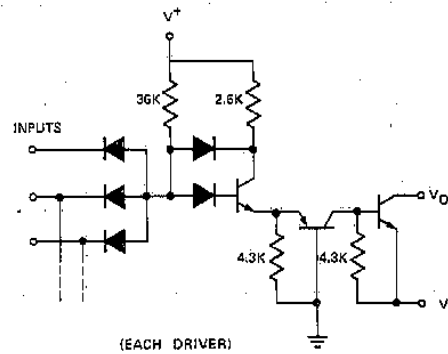 V+
36K
2.6K
INPUTS
VO
4.3K
4.3K
V
(EACH DRIVER)